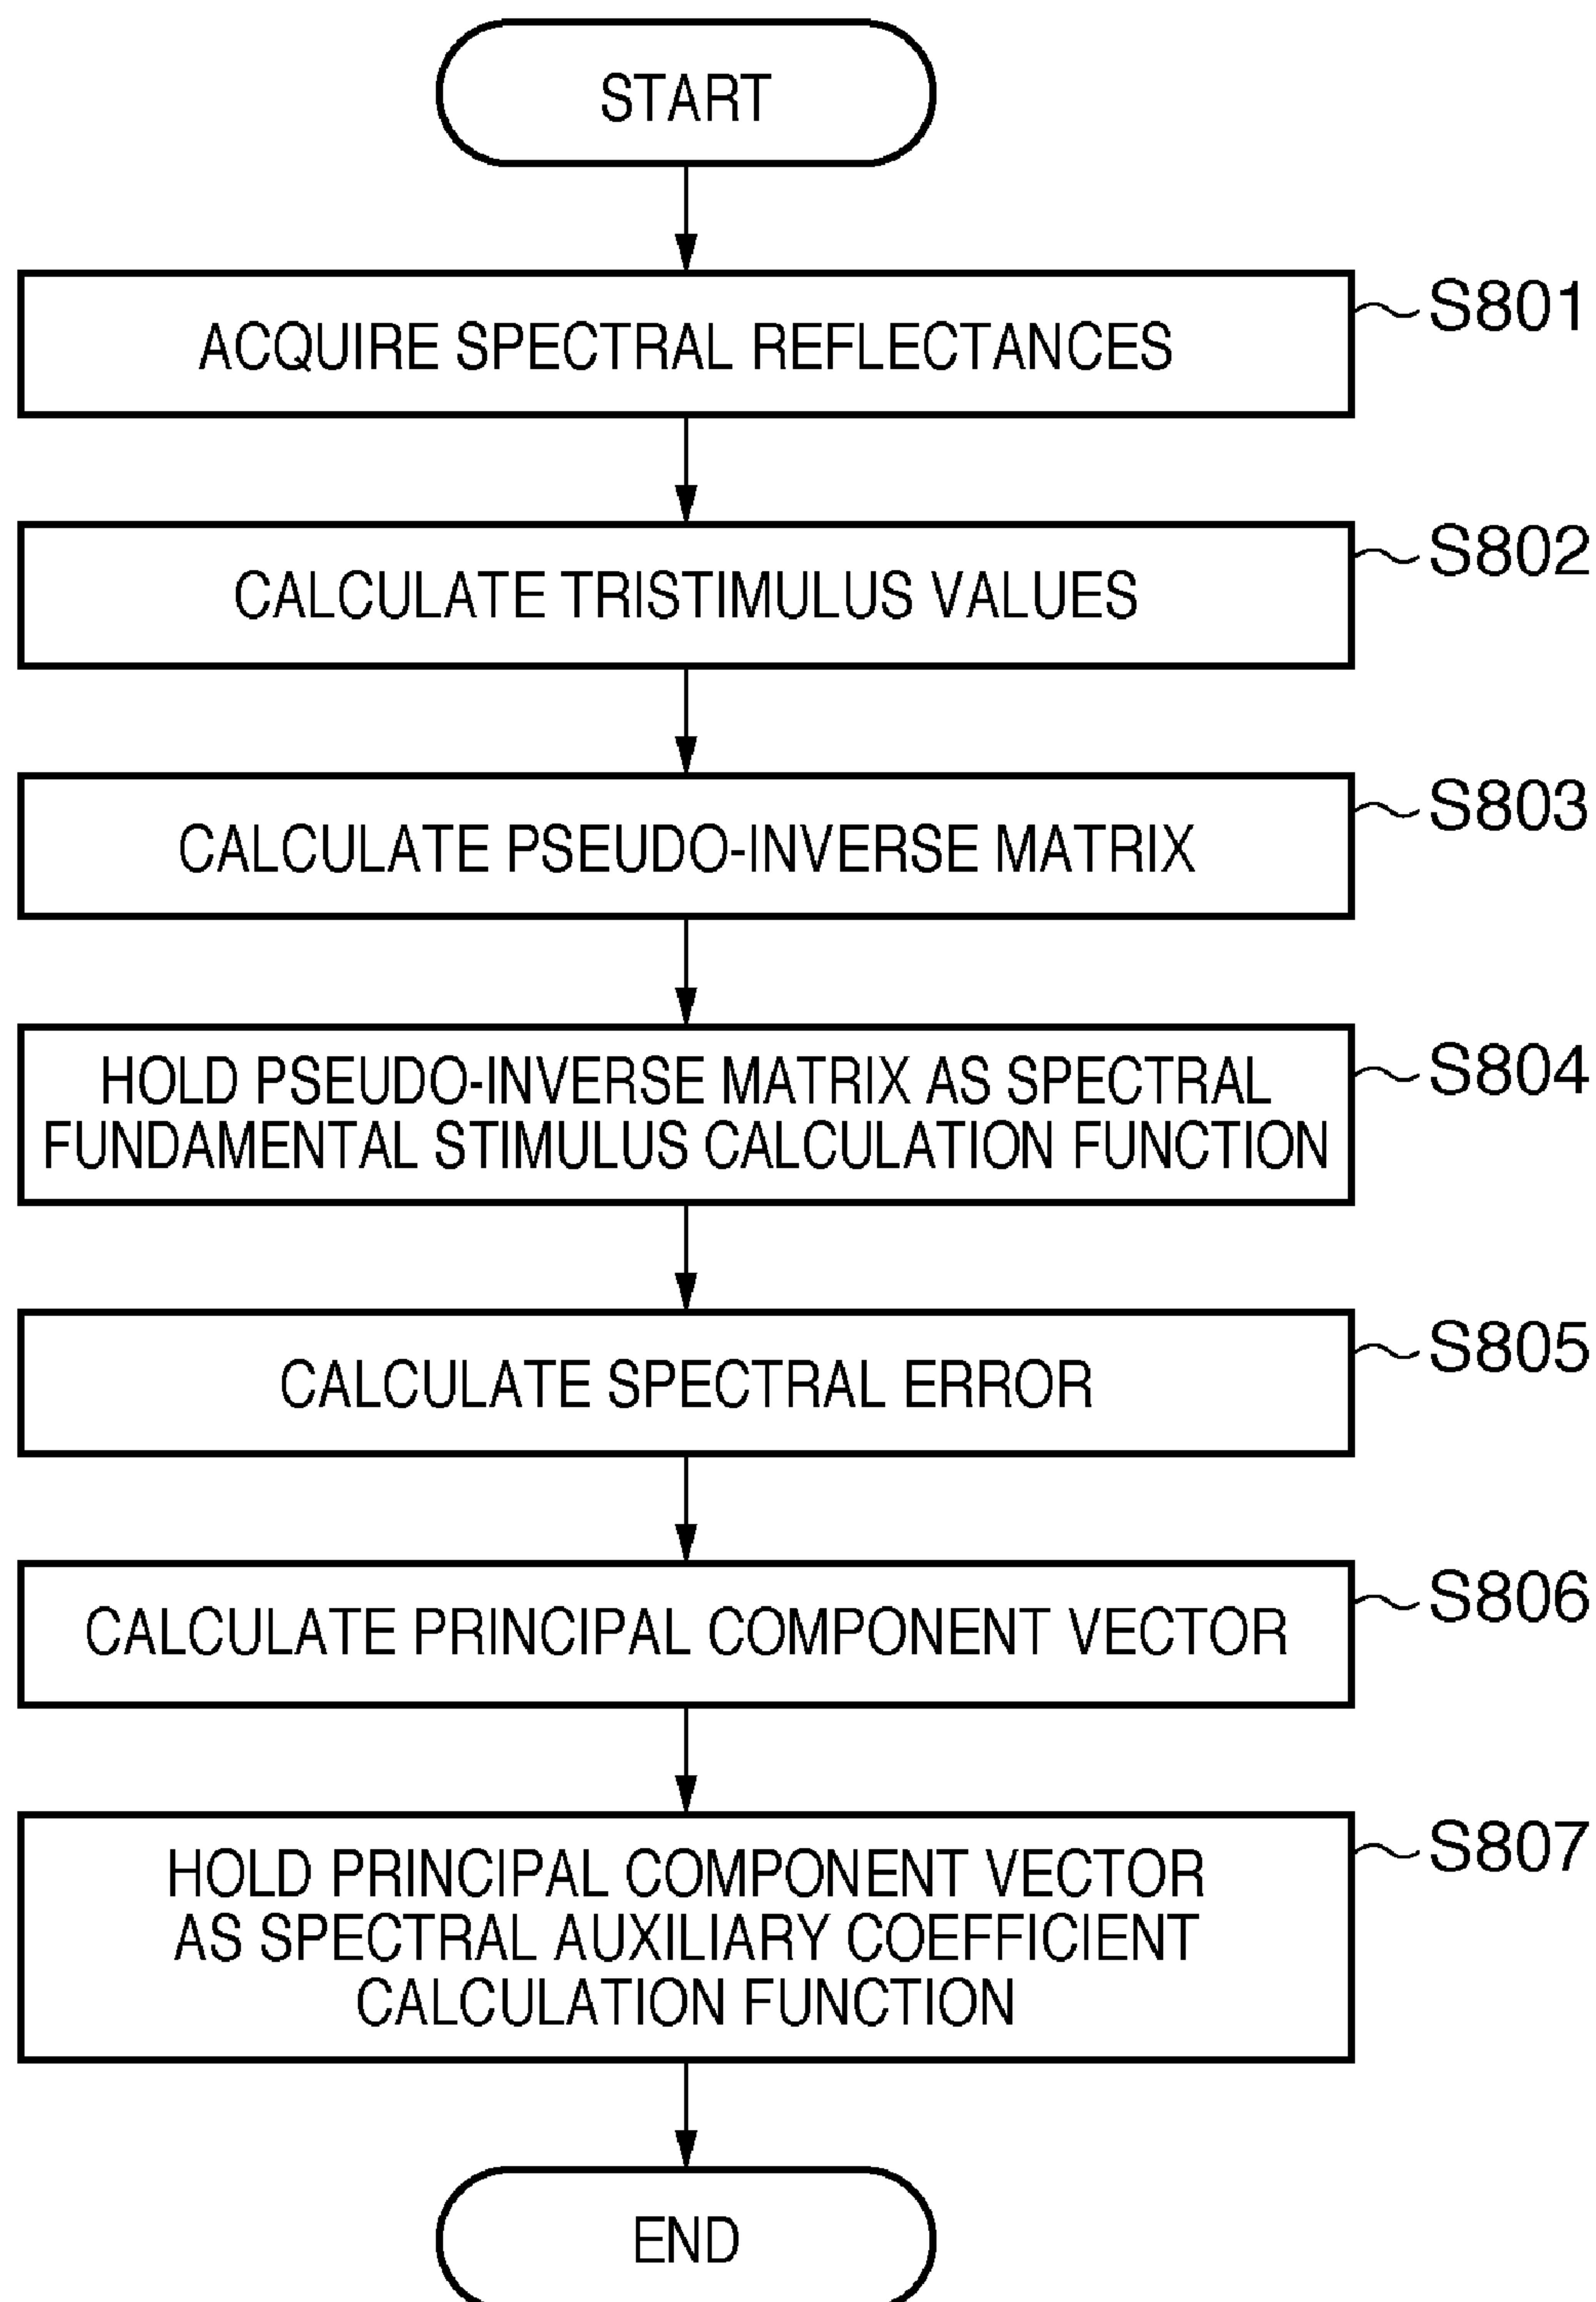 START
ACQUIRE SPECTRAL REFLECTANCES
S801
CALCULATE TRISTIMULUS VALUES
S802
CALCULATE PSEUDO-INVERSE MATRIX
S803
HOLD PSEUDO-INVERSE MATRIX AS SPECTRAL
FUNDAMENTAL STIMULUS CALCULATION FUNCTION
S804
CALCULATE SPECTRAL ERROR
S805
CALCULATE PRINCIPAL COMPONENT VECTOR
S806
HOLD PRINCIPAL COMPONENT VECTOR
AS SPECTRAL AUXILIARY COEFFICIENT
CALCULATION FUNCTION
S807
END